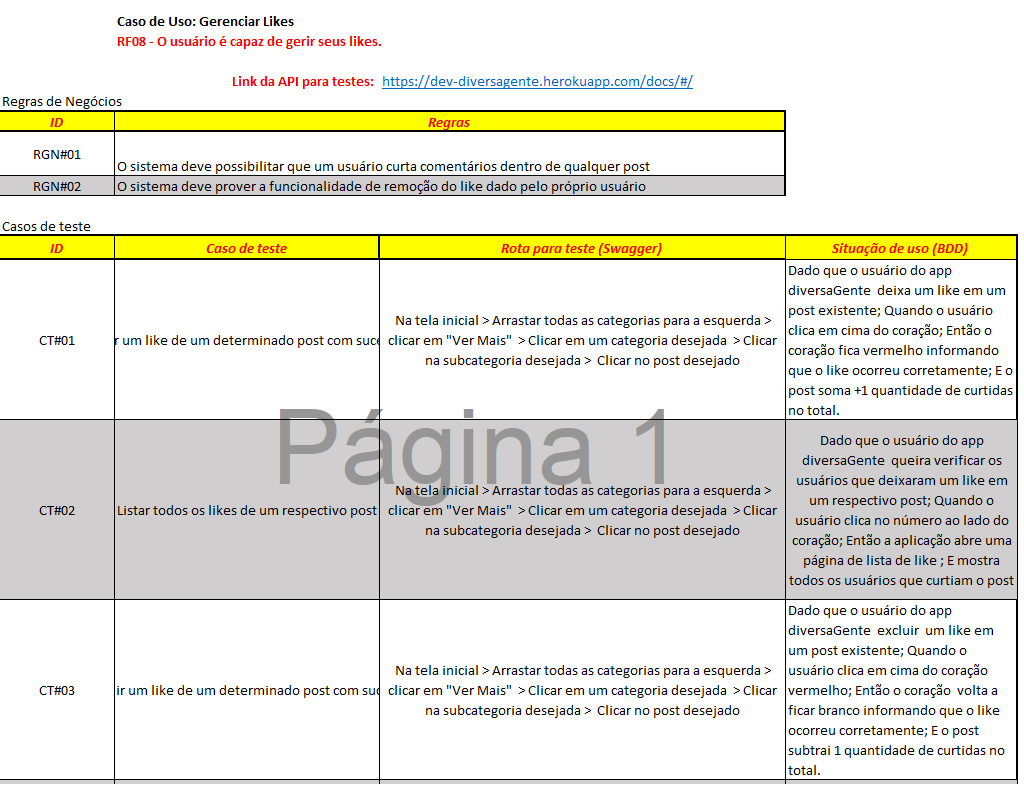 Caso de Uso: Gerenciar Likes
RF08 - O usuário é capaz de gerir seus likes.
Link da API para testes: https://dev-diversagente.herokuapp.com/docs/#/
Regras de Negócios
ID Regras
RGN#01 O sistema deve possibilitar que um usuário curta comentários dentro de qualquer post
RGN#02 O sistema deve prover a funcionalidade de remoção do like dado pelo próprio usuário
Casos de teste
ID Caso de teste Rota para teste (Swagger) Situação de uso (BDD)
CT#01
r um like de um determinado post com suce
Na tela inicial > Arrastar todas as categorias para a esquerda >
clicar em "Ver Mais" > Clicar em um categoria desejada > Clicar
na subcategoria desejada > Clicar no post desejado
Dado que o usuário do app
diversaGente deixa um like em um
post existente; Quando o usuário
clica em cima do coração; Então o
coração fica vermelho informando
que o like ocorreu corretamente; E o
post soma +1 quantidade de curtidas
no total.
Página 1
CT#02
Listar todos os likes de um respectivo post
Na tela inicial > Arrastar todas as categorias para a esquerda >
clicar em "Ver Mais" > Clicar em um categoria desejada > Clicar
na subcategoria desejada > Clicar no post desejado
Dado que o usuário do app
diversaGente queira verificar os
usuários que deixaram um like em
um respectivo post; Quando o
usuário clica no número ao lado do
coração; Então a aplicação abre uma
página de lista de like ; E mostra
todos os usuários que curtiam o post
CT#03
ir um like de um determinado post com suc
Na tela inicial > Arrastar todas as categorias para a esquerda >
clicar em "Ver Mais" > Clicar em um categoria desejada > Clicar
na subcategoria desejada > Clicar no post desejado
Dado que o usuário do app
diversaGente excluir um like em
um post existente; Quando o
usuário clica em cima do coração
vermelho; Então o coração volta a
ficar branco informando que o like
ocorreu corretamente; E o post
subtrai 1 quantidade de curtidas no
total.